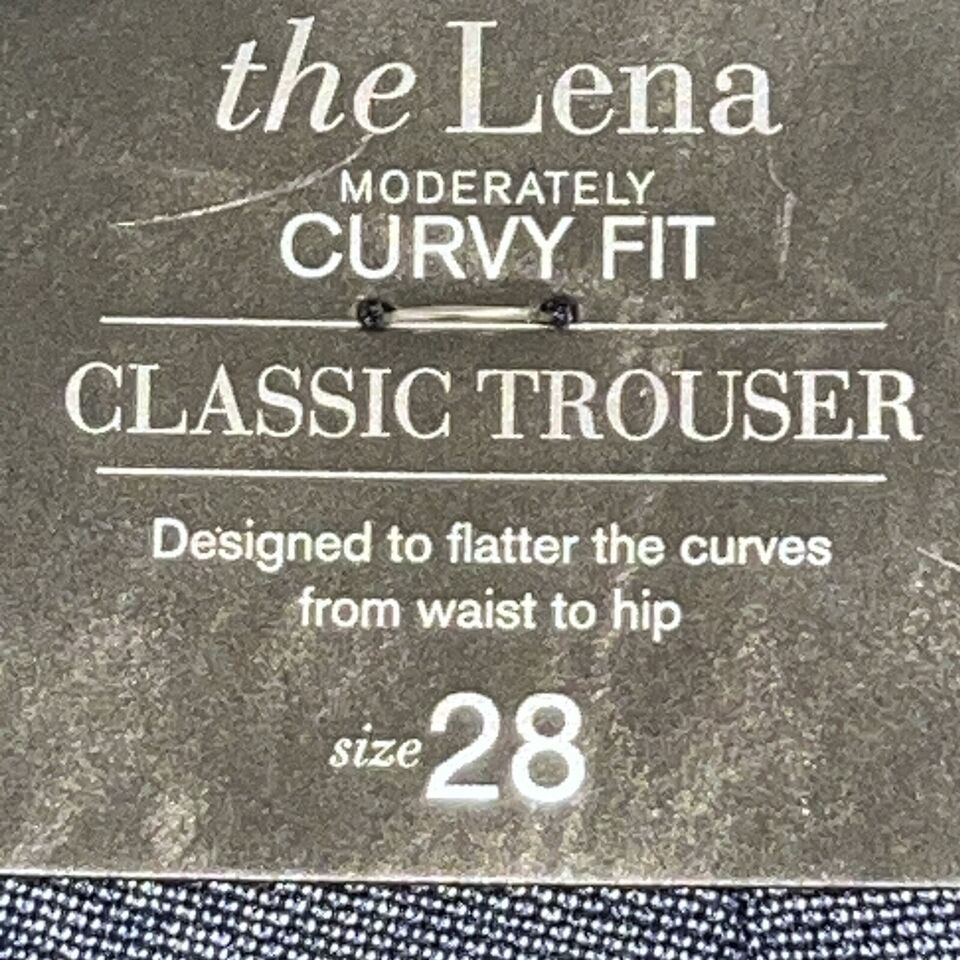 the Lena
MODERATELY
CURVY FIT
CLASSIC TROUSER
Designed to flatter the curves
from waist to hip
size 28